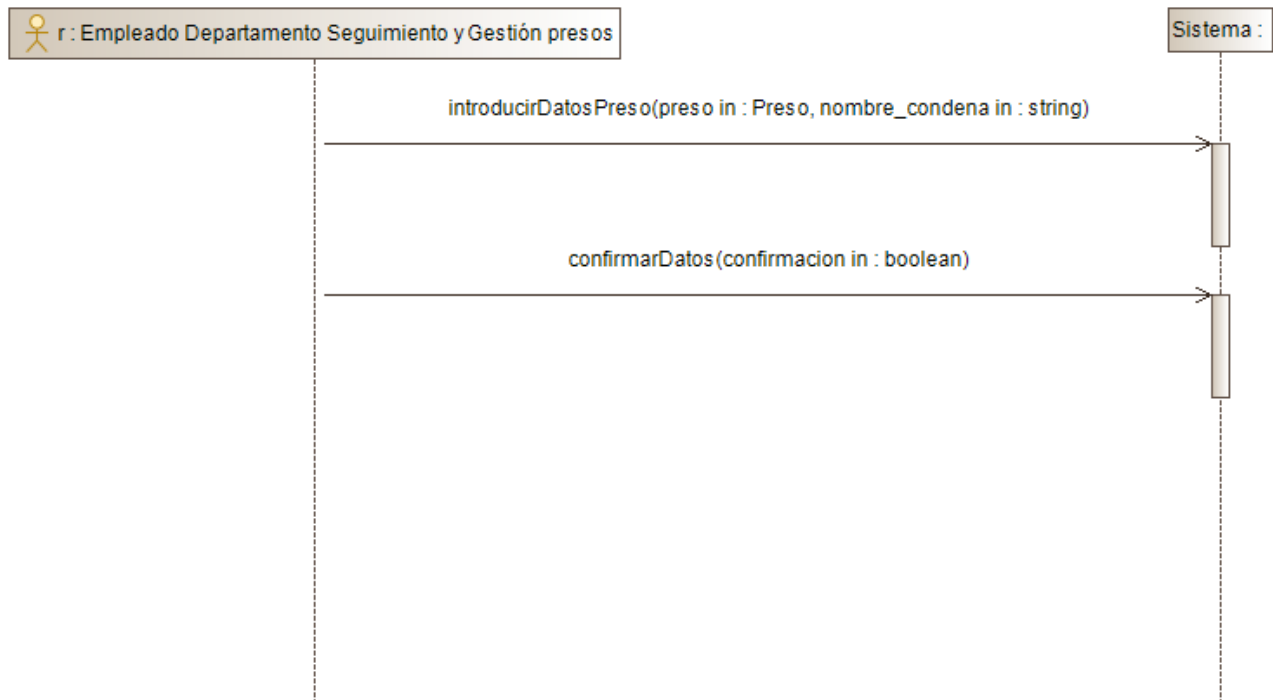 r : Empleado Departamento Seguimiento y Gestión presos
Sistema :
introducirDatosPreso(preso in : Preso, nombre_condena in : string)
confirmarDatos(confirmacion in : boolean)